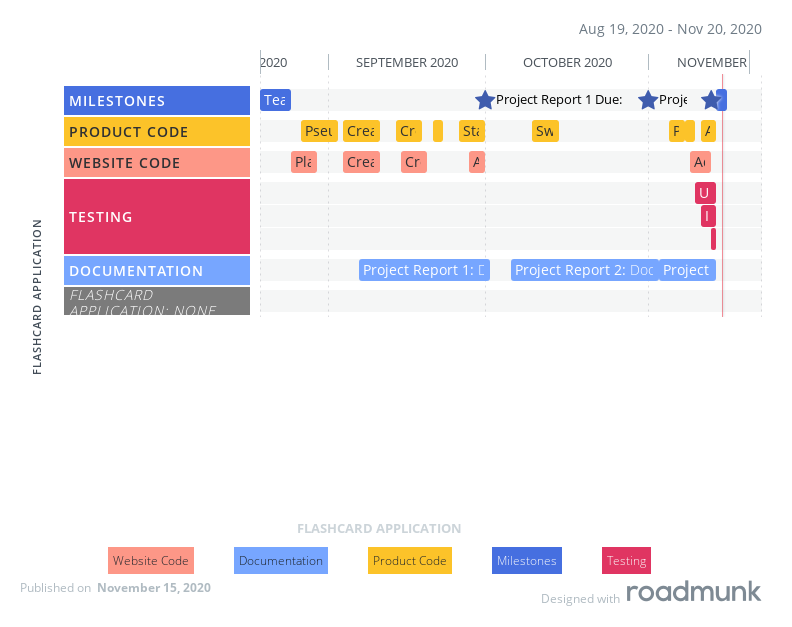 Aug 19, 2020 - Nov 20, 2020
2020 SEPTEMBER 2020 OCTOBER 2020 NOVEMBER
MILESTONES Tea Project Report 1 Due: Proje
PRODUCT CODE Pseu Crea Cr Sta Sw F A
WEBSITE CODE Pla Crea Cr A Ac
TESTING U
I
DOCUMENTATION Project Report 1: D Project Report 2: Doc Project
FLASHCARD
APPLICATION: NONE
FLASHCARD APPLICATION
FLASHCARD APPLICATION
Website Code Documentation Product Code Milestones Testing
Published on November 15, 2020
Designed with roadmunk